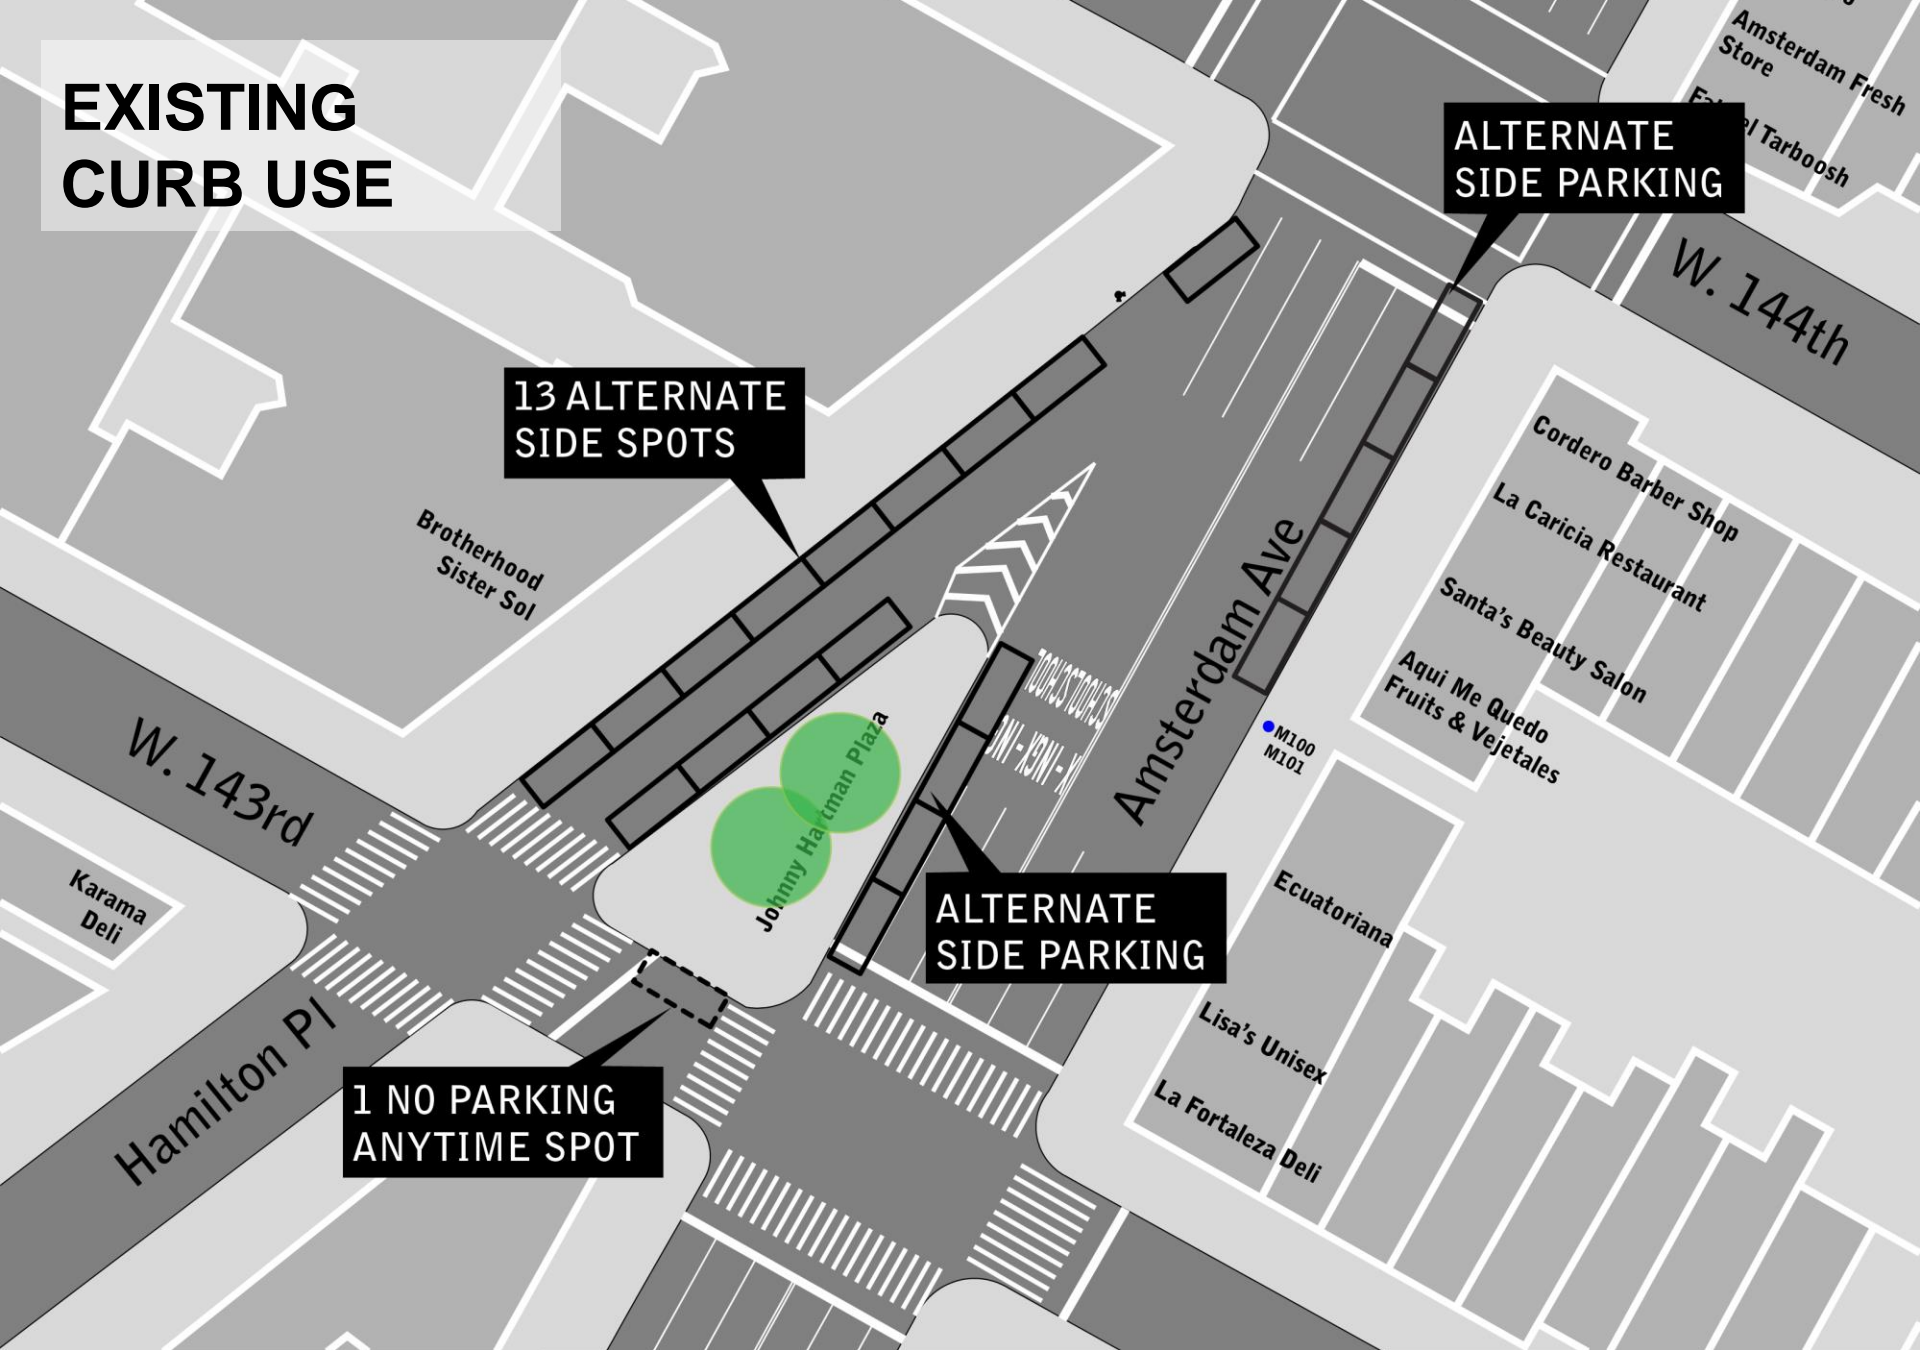 EXISTING
CURB USE
Amsterdam Fresh
Store
ALTERNATE
SIDE PARKING
el Tarboosh
W. 144th
13 ALTERNATE
SIDE SPOTS
Brotherhood
Sister Sol
Cordero Barber Shop
La Caricia Restaurant
Santa's Beauty Salon
Aqui Me Quedo
Fruits & Vejetales
Amsterdam Ave
M100
M101
Johnny Hartman Plaza
W. 143rd
Karama
Deli
ALTERNATE
SIDE PARKING
Ecuatoriana
Lisa's Unisex
La Fortaleza Deli
Hamilton Pl
1 NO PARKING
ANYTIME SPOT